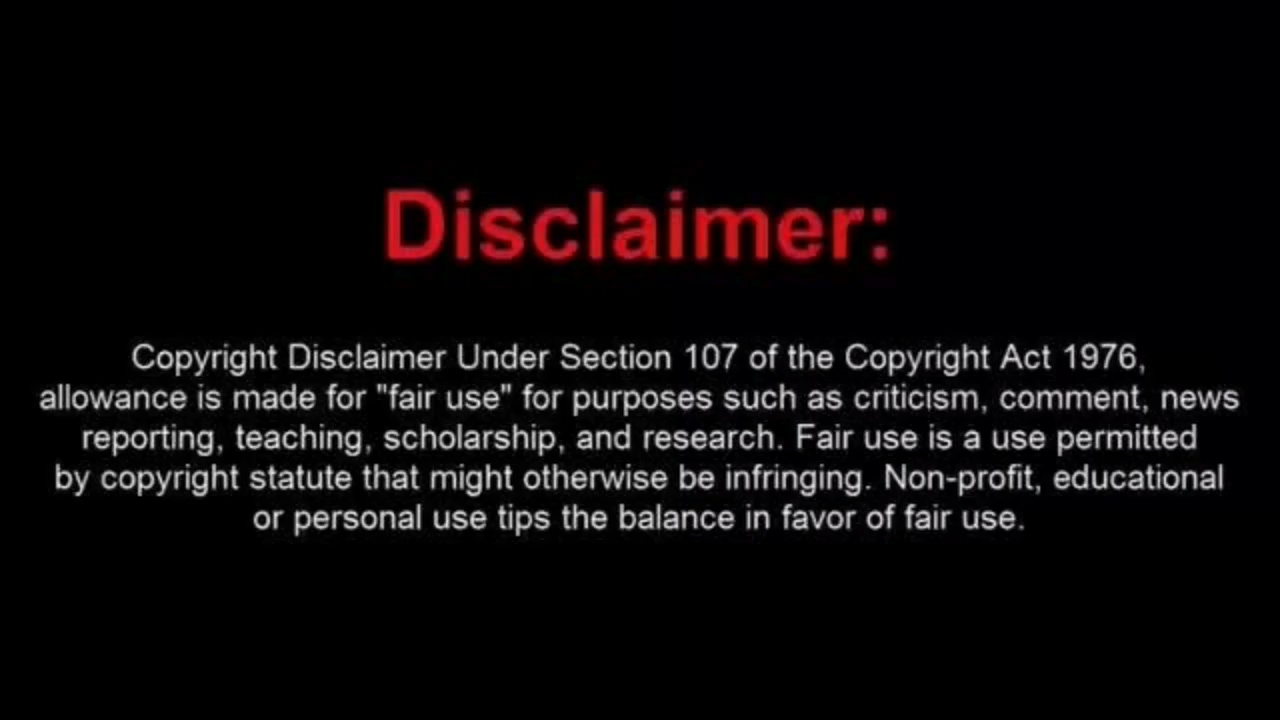 Disclaimer:
Copyright Disclaimer Under Section 107 of the Copyright Act 1976,
allowance is made for "fair use" for purposes such as criticism, comment, news
reporting, teaching, scholarship, and research. Fair use is a use permitted
by copyright statute that might otherwise be infringing. Non-profit, educational
or personal use tips the balance in favor of fair use.